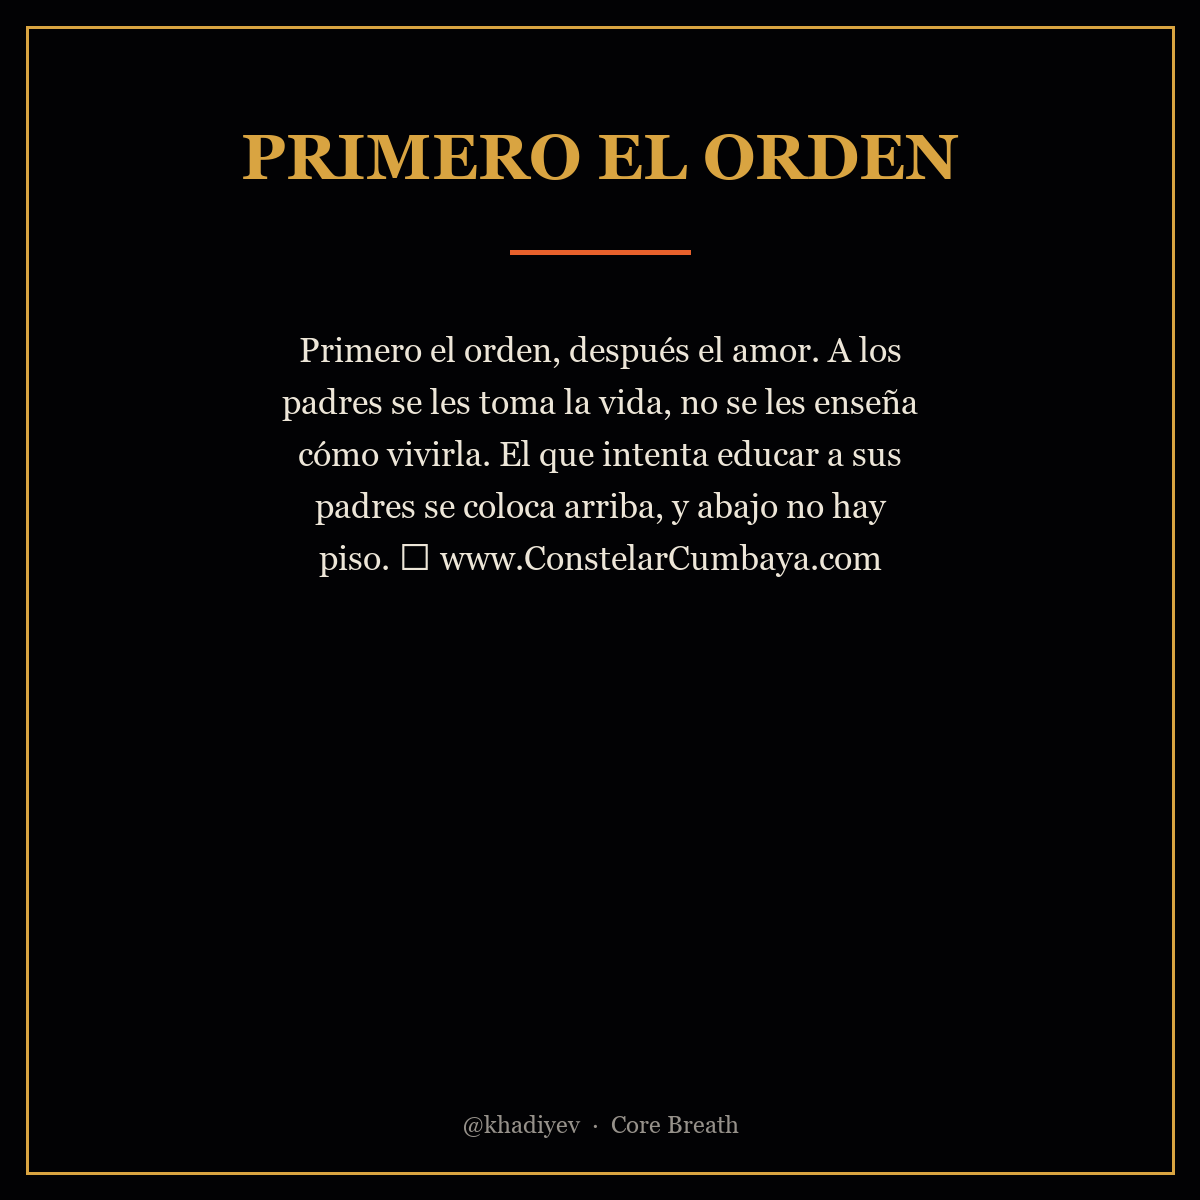 PRIMERO EL ORDEN
Primero el orden, después el amor. A los
padres se les toma la vida, no se les enseña
cómo vivirla. El que intenta educar a sus
padres se coloca arriba, y abajo no hay
piso. □ www.ConstelarCumbaya.com
@khadiyev · Core Breath